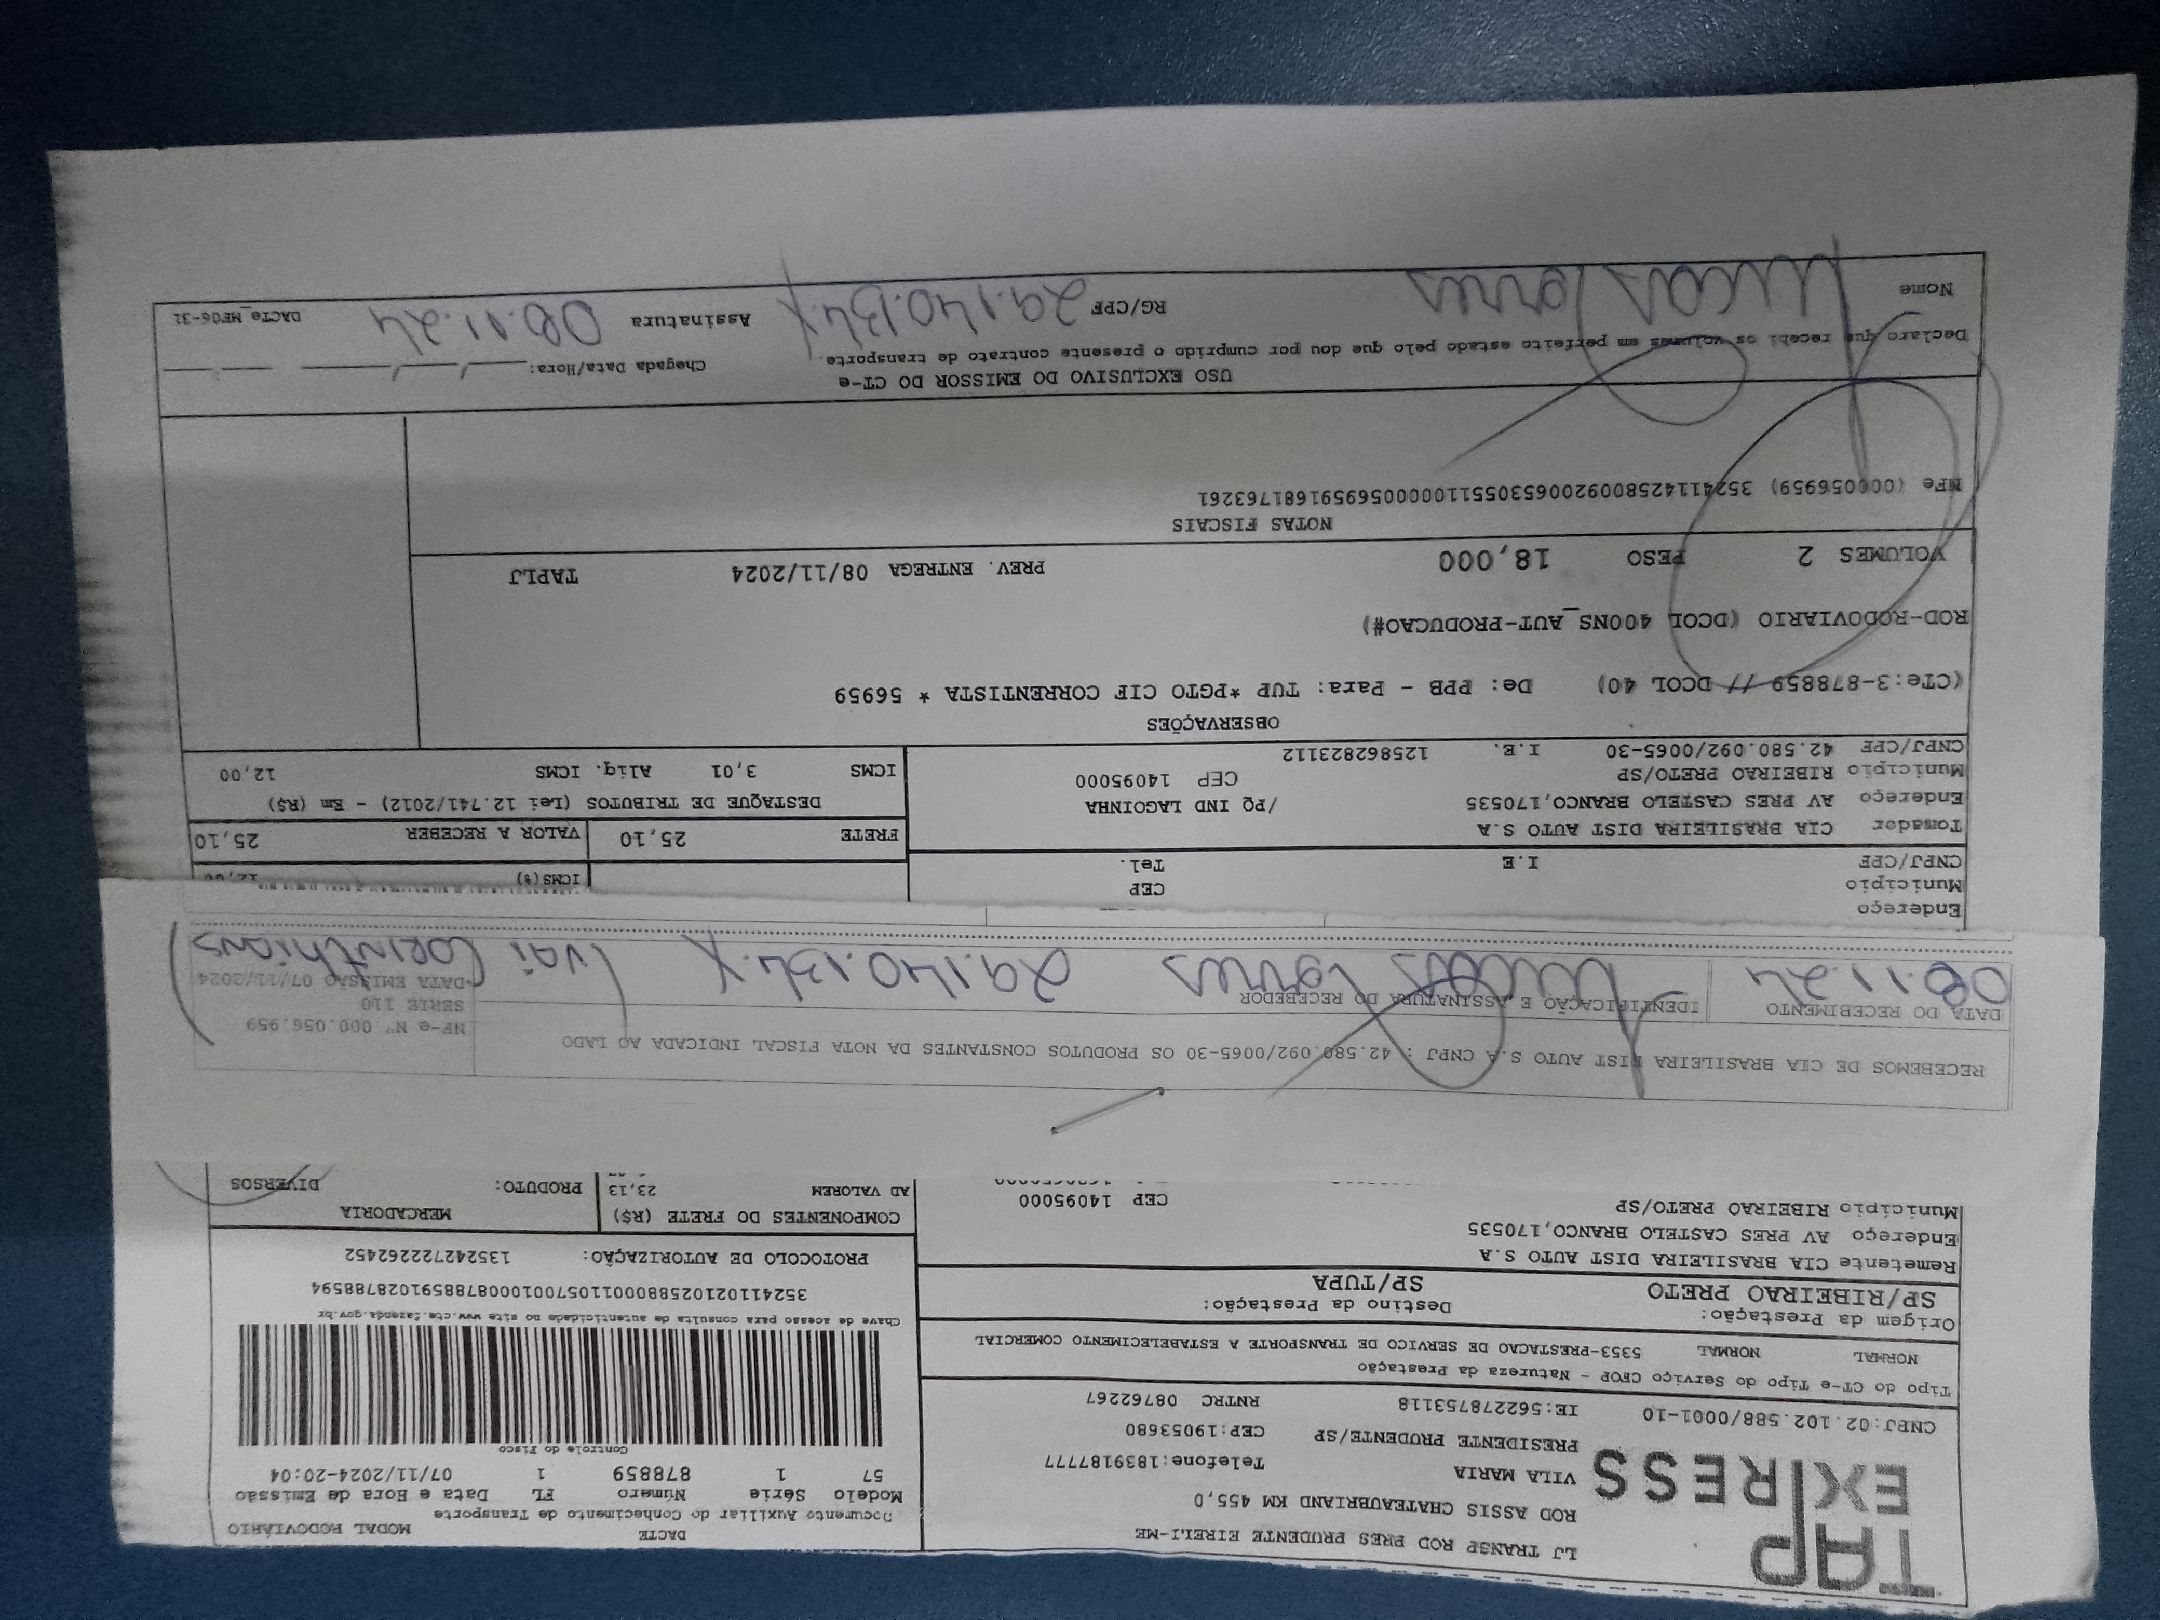 TAP
EXPRESS
LJ TRANSP ROD PRES PRUDENTE EIRELI-ME
ROD ASSIS CHATEAUBRIAND KM 455,0
VILA MARIA Telefone:1839187777
PRESIDENTE PRUDENTE/SP CEP:19053680
CNPJ:02.102.588/0001-10 IE:562278753118 RNTRC 08762267
Tipo do CT-e Tipo do Serviço CFOP - Natureza da Prestação
NORMAL NORMAL 5353-PRESTACAO DE SERVICO DE TRANSPORTE A ESTABELECIMENTO COMERCIAL
Origem da Prestação: Destino da Prestação:
SP/RIBEIRAO PRETO SP/TUPA
Remetente CIA BRASILEIRA DIST AUTO S.A
Endereço AV PRES CASTELO BRANCO,170535
Município RIBEIRAO PRETO/SP CEP 14095000
DACTE MODAL RODOVIÁRIO
Documento Auxiliar do Conhecimento de Transporte
Modelo Série Número FL Data e Hora de Emissão
57 1 878859 1 07/11/2024-20:04
Controle do Fisco
Chave de acesso para consulta de autenticidade no site www.cte.fazenda.gov.br
35241102102588000110570010008788591028788594
PROTOCOLO DE AUTORIZAÇÃO: 135242722262452
COMPONENTES DO FRETE (R$) MERCADORIA
AD VALOREM 23,13 PRODUTO: DIVERSOS
RECEBEMOS DE CIA BRASILEIRA DIST AUTO S.A CNPJ : 42.580.092/0065-30 OS PRODUTOS CONSTANTES DA NOTA FISCAL INDICADA AO LADO
NF-e Nº 000.056.959
SÉRIE 110
DATA EMISSÃO 07/11/2024
DATA DO RECEBIMENTO IDENTIFICAÇÃO E ASSINATURA DO RECEBEDOR
08.11.24 Lucas Torres 29.140.134.X (Vai Corinthians)
Endereço
Município CEP
CNPJ/CPF I.E Tel.
ICMS(%) 12,00
Tomador CIA BRASILEIRA DIST AUTO S.A
Endereço AV PRES CASTELO BRANCO,170535 /PQ IND LAGOINHA
Município RIBEIRAO PRETO/SP CEP 14095000
CNPJ/CPF 42.580.092/0065-30 I.E. 125862823112
FRETE 25,10 VALOR A RECEBER 25,10
DESTAQUE DE TRIBUTOS (Lei 12.741/2012) - Em (R$)
ICMS 3,01 Aliq. ICMS 12,00
OBSERVAÇÕES
(CTe:3-878859 // DCOL 40) De: PPB - Para: TUP *PGTO CIF CORRENTISTA * 56959
ROD-RODOVIARIO (DCOL 400NS_AUT-PRODUCAO#)
VOLUMES 2 PESO 18,000 PREV. ENTREGA 08/11/2024 TAPLJ
NOTAS FISCAIS
NFe (000056959) 35241142580092006530551100000569591681763261
USO EXCLUSIVO DO EMISSOR DO CT-e
Declaro que recebi os volumes em perfeito estado pelo que dou por cumprido o presente contrato de transporte.
Chegada Data/Hora: ___/___/______ ___:___
Nome Lucas Torres RG/CPF 29.140.134.X Assinatura 08.11.24 DACTe_MF06-31